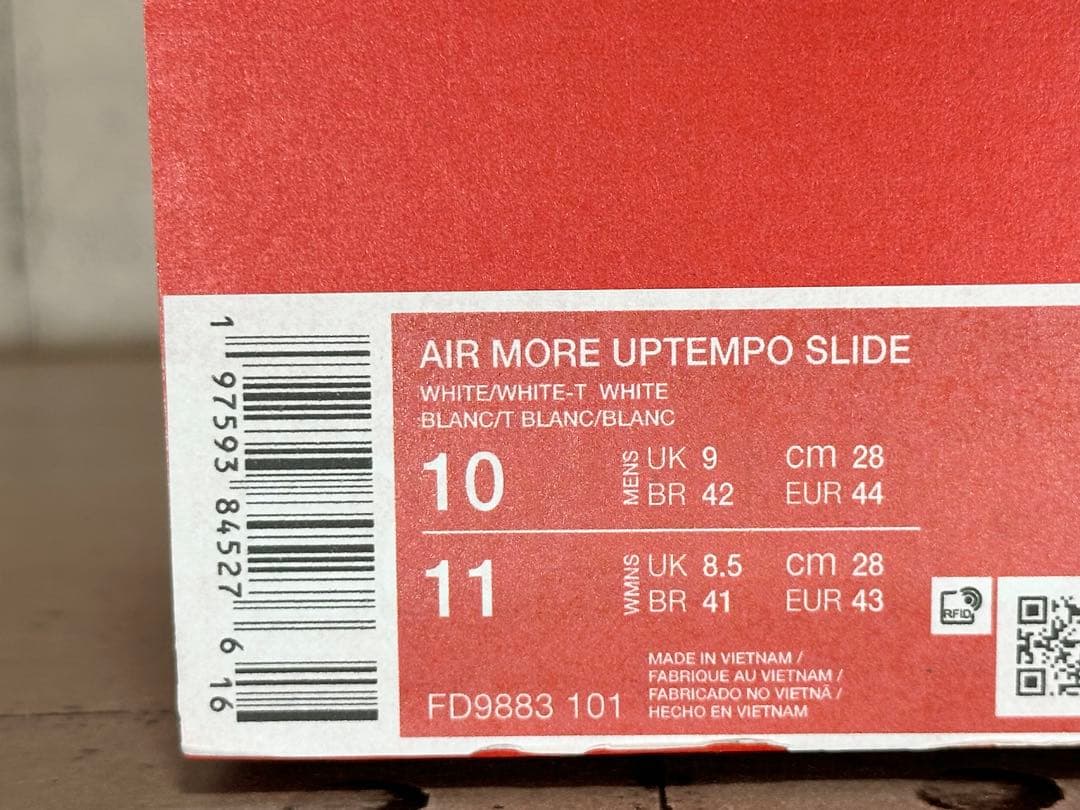 AIR MORE UPTEMPO SLIDE
WHITE/WHITE-T WHITE
BLANC/T BLANC/BLANC
10
MENS
UK 9 cm 28
BR 42 EUR 44
11
WMNS
UK 8.5 cm 28
BR 41 EUR 43
RFID
MADE IN VIETNAM /
FABRIQUE AU VIETNAM /
FABRICADO NO VIETNÃ /
HECHO EN VIETNAM
FD9883 101
1 97593 84527 6 16